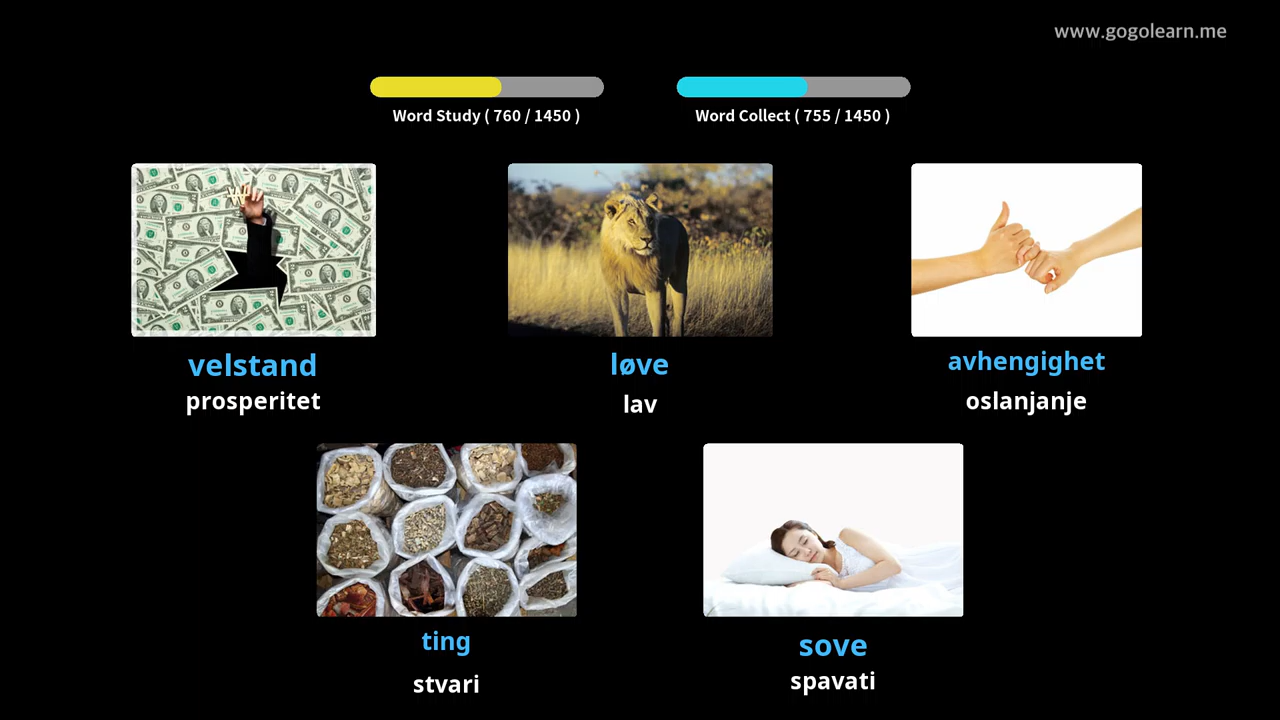 www.gogolearn.me
Word Study ( 760 / 1450 )
Word Collect ( 755 / 1450 )
velstand
prosperitet
løve
lav
avhengighet
oslanjanje
ting
stvari
sove
spavati